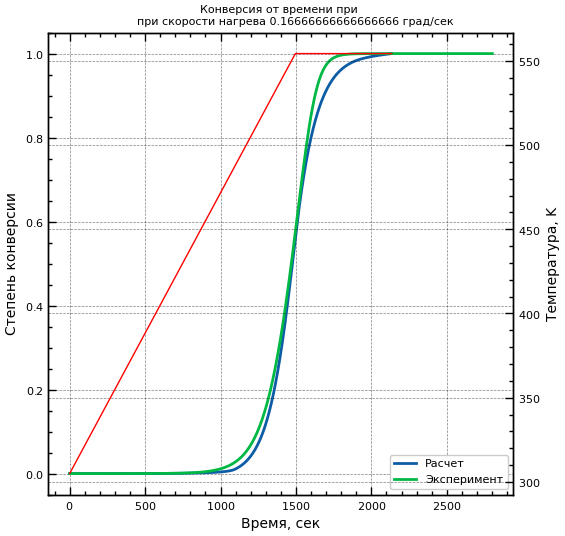 Конверсия от времени при
при скорости нагрева 0.16666666666666666 град/сек
Степень конверсии
1.0
0.8
0.6
0.4
0.2
0.0
550
500
450
400
350
300
Температура, K
Расчет
Эксперимент
0 500 1000 1500 2000 2500
Время, сек